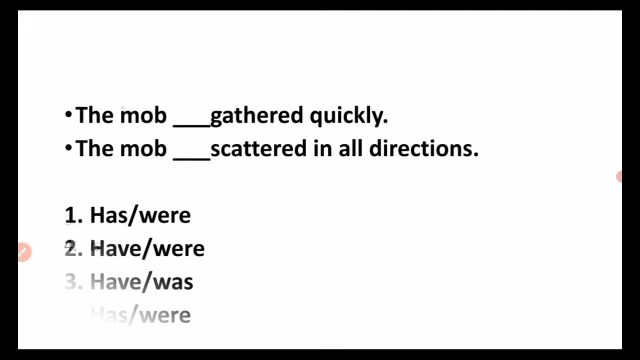 •The mob ___gathered quickly.
•The mob ___scattered in all directions.
1. Has/were
2. Have/were
3. Have/was
Has/were